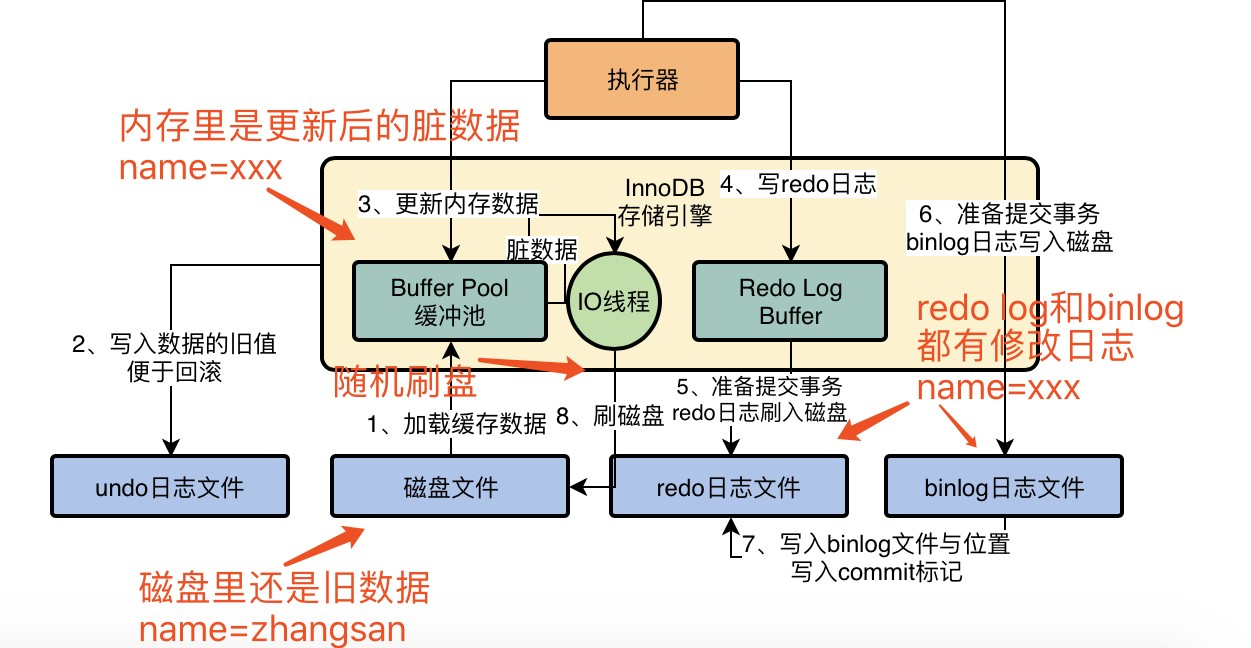 执行器
内存里是更新后的脏数据
name=xxx
3、更新内存数据
InnoDB
存储引擎
4、写redo日志
6、准备提交事务
binlog日志写入磁盘
脏数据
Buffer Pool
缓冲池
IO线程
Redo Log
Buffer
redo log和binlog
都有修改日志
name=xxx
2、写入数据的旧值
便于回滚
随机刷盘
1、加载缓存数据
8、刷磁盘
5、准备提交事务
redo日志刷入磁盘
undo日志文件
磁盘文件
redo日志文件
binlog日志文件
7、写入binlog文件与位置
写入commit标记
磁盘里还是旧数据
name=zhangsan